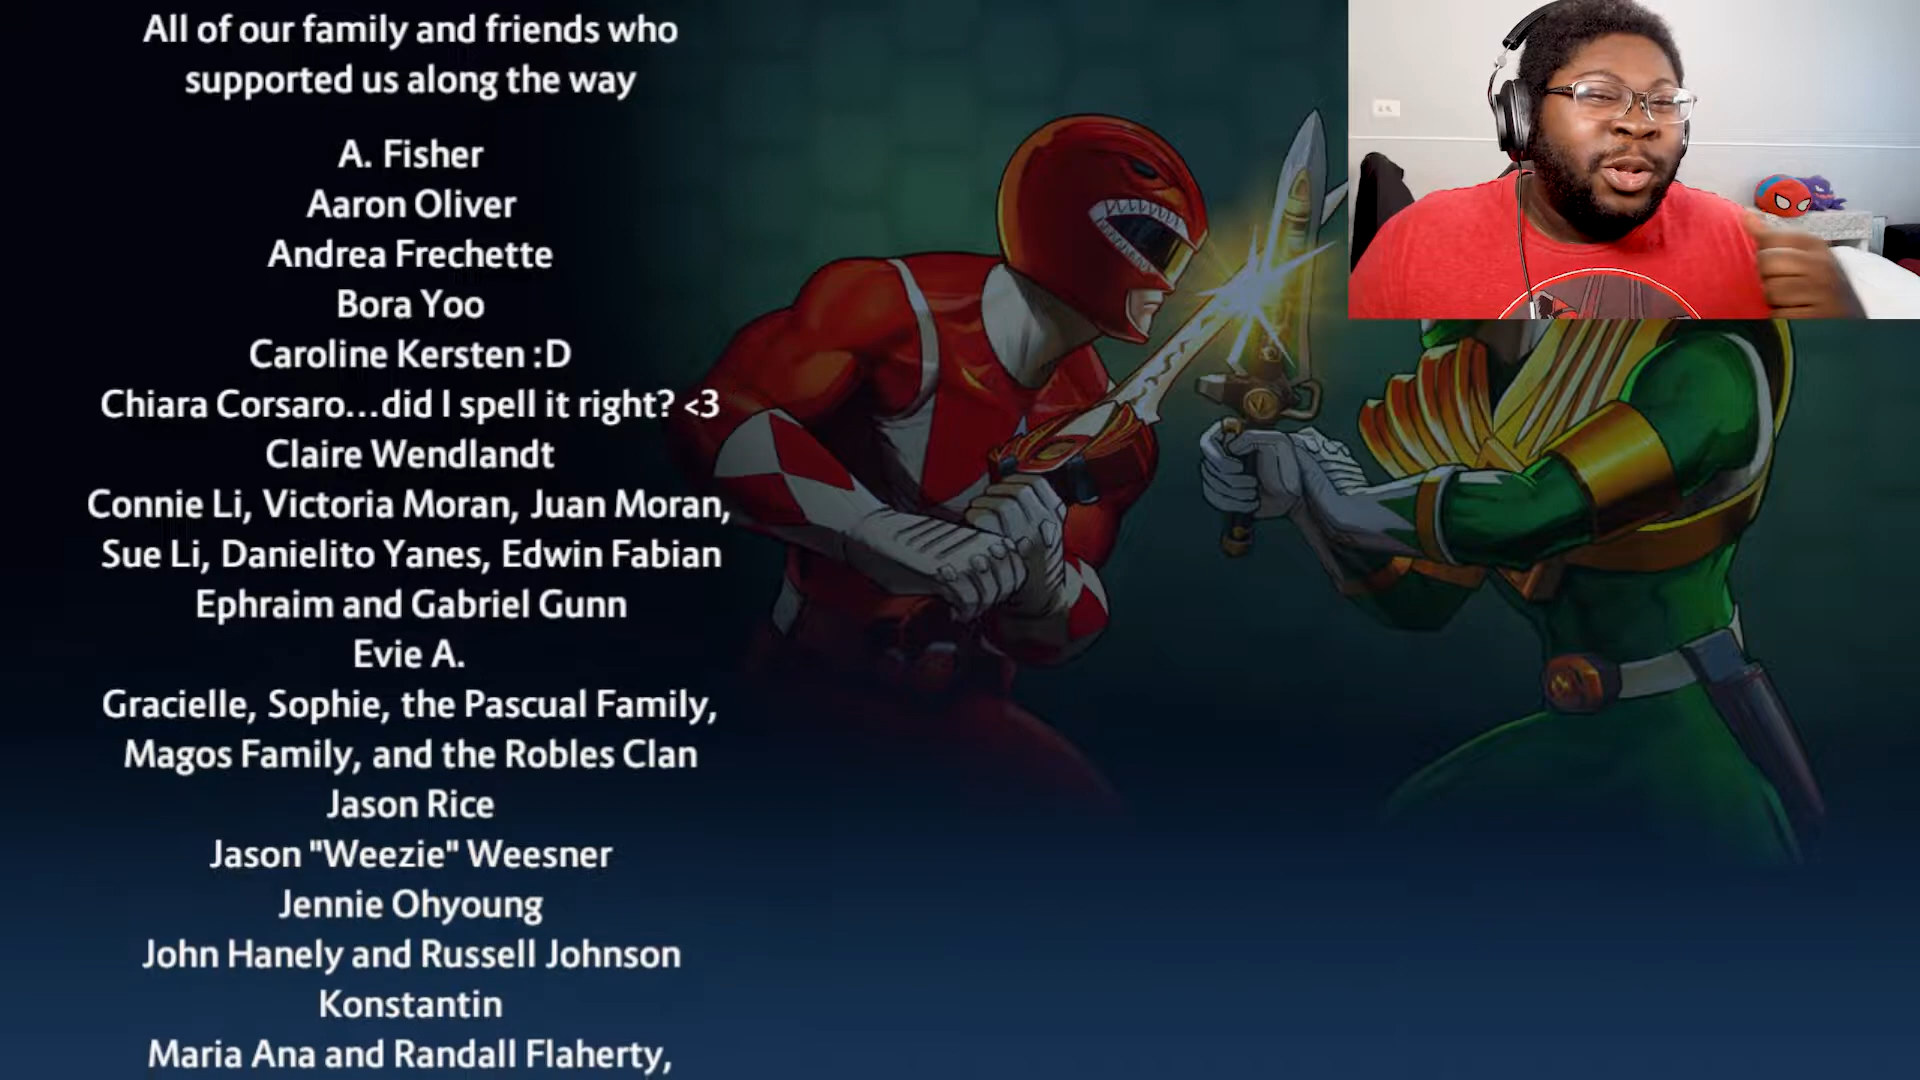 All of our family and friends who
supported us along the way
A. Fisher
Aaron Oliver
Andrea Frechette
Bora Yoo
Caroline Kersten :D
Chiara Corsaro...did I spell it right? <3
Claire Wendlandt
Connie Li, Victoria Moran, Juan Moran,
Sue Li, Danielito Yanes, Edwin Fabian
Ephraim and Gabriel Gunn
Evie A.
Gracielle, Sophie, the Pascual Family,
Magos Family, and the Robles Clan
Jason Rice
Jason "Weezie" Weesner
Jennie Ohyoung
John Hanely and Russell Johnson
Konstantin
Maria Ana and Randall Flaherty,